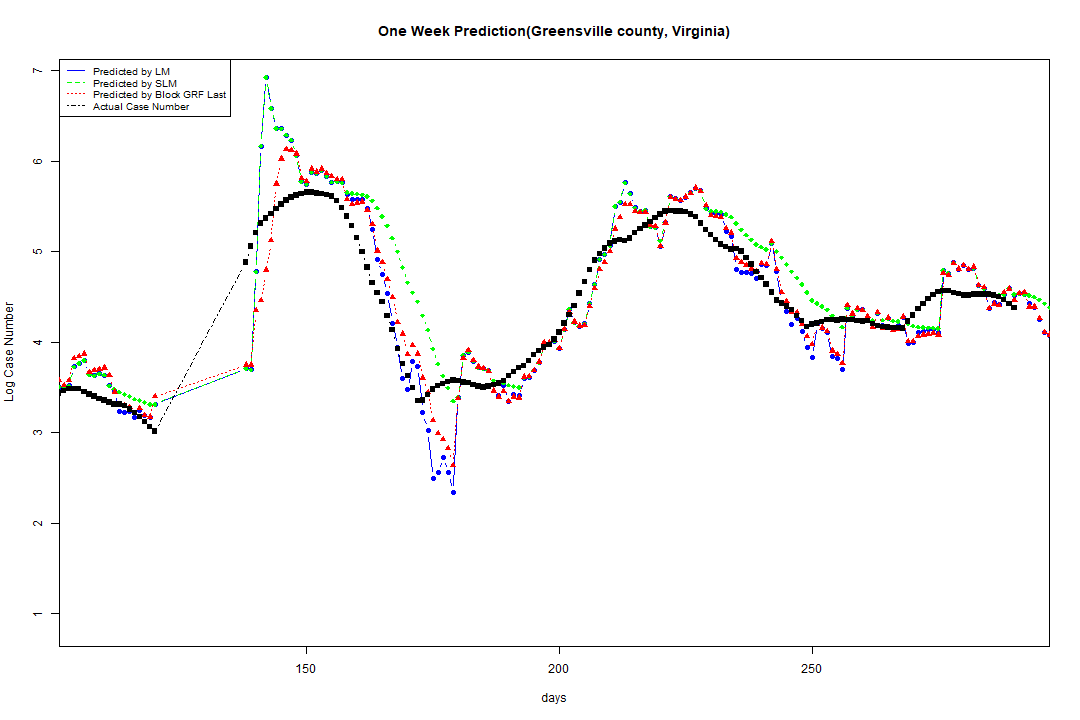 One Week Prediction(Greensville county, Virginia)
Predicted by LM
Predicted by SLM
Predicted by Block GRF Last
Actual Case Number
7
6
5
4
3
2
1
Log Case Number
150
200
250
days